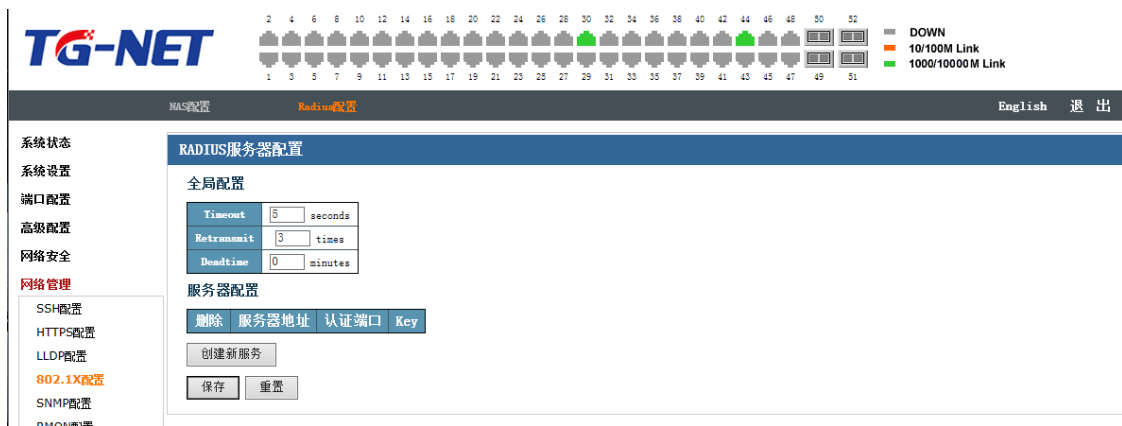 TG-NET
2 4 6 8 10 12 14 16 18 20 22 24 26 28 30 32 34 36 38 40 42 44 46 48 50 52
DOWN
10/100M Link
1000/10000M Link
1 3 5 7 9 11 13 15 17 19 21 23 25 27 29 31 33 35 37 39 41 43 45 47 49 51
NAS配置 Radius配置 English 退 出
系统状态
系统设置
端口配置
高级配置
网络安全
网络管理
SSH配置
HTTPS配置
LLDP配置
802.1X配置
SNMP配置
RMON配置
RADIUS服务器配置
全局配置
Timeout 5 seconds
Retransmit 3 times
Deadtime 0 minutes
服务器配置
删除 服务器地址 认证端口 Key
创建新服务
保存 重置